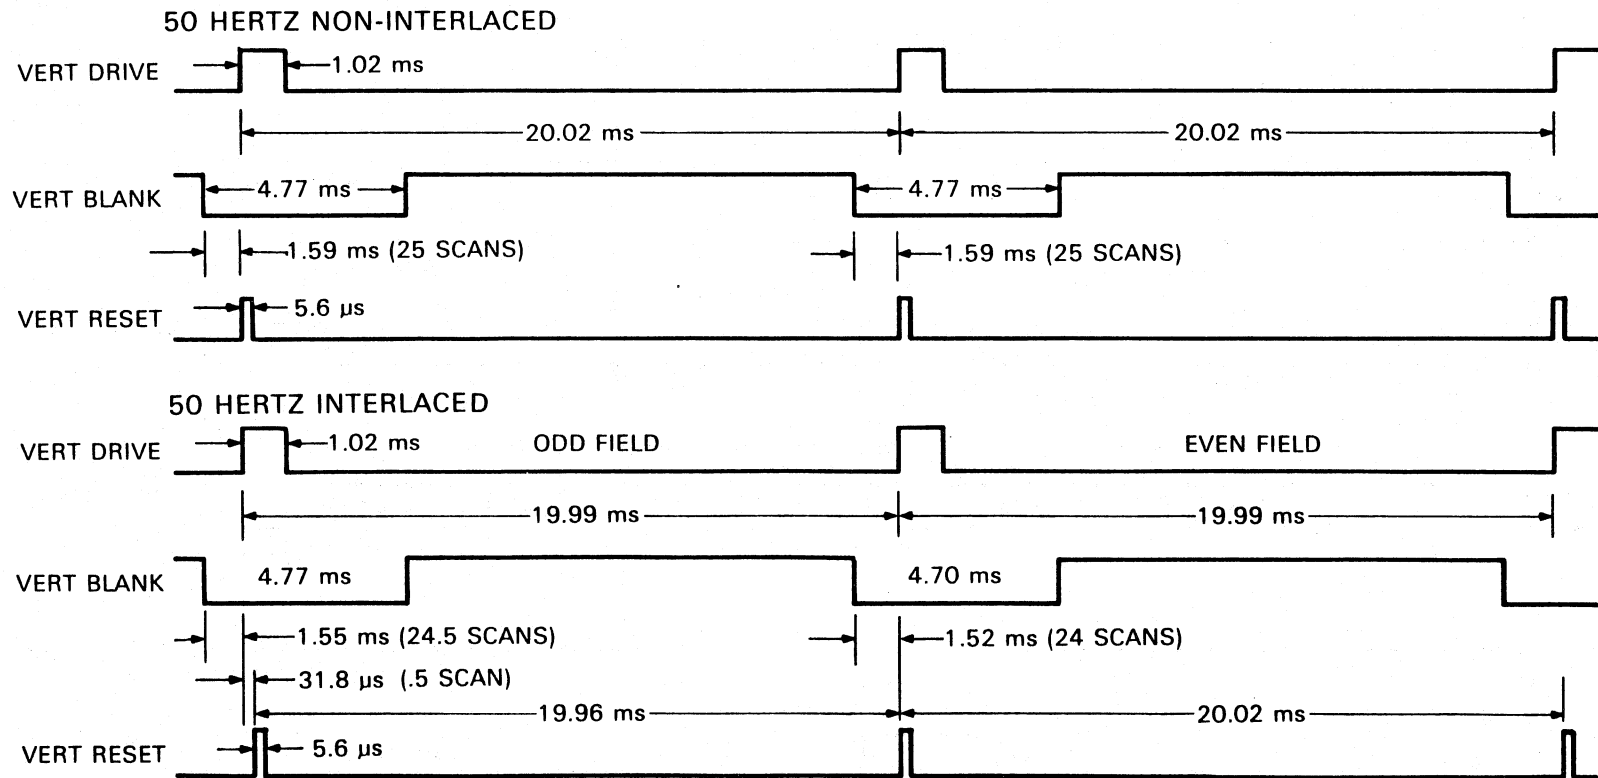 50 HERTZ NON-INTERLACED
VERT DRIVE 1.02 ms
20.02 ms 20.02 ms
VERT BLANK 4.77 ms 4.77 ms
1.59 ms (25 SCANS) 1.59 ms (25 SCANS)
VERT RESET 5.6 µs
50 HERTZ INTERLACED
VERT DRIVE 1.02 ms ODD FIELD EVEN FIELD
19.99 ms 19.99 ms
VERT BLANK 4.77 ms 4.70 ms
1.55 ms (24.5 SCANS) 1.52 ms (24 SCANS)
31.8 µs (.5 SCAN)
19.96 ms 20.02 ms
VERT RESET 5.6 µs